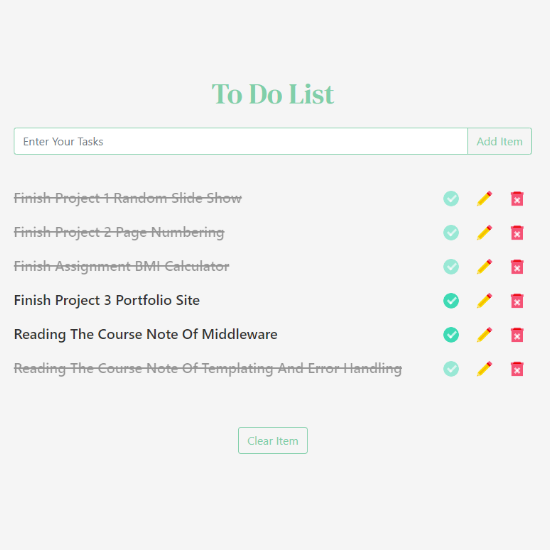 To Do List
Enter Your Tasks
Add Item
Finish Project 1 Random Slide Show
Finish Project 2 Page Numbering
Finish Assignment BMI Calculator
Finish Project 3 Portfolio Site
Reading The Course Note Of Middleware
Reading The Course Note Of Templating And Error Handling
Clear Item